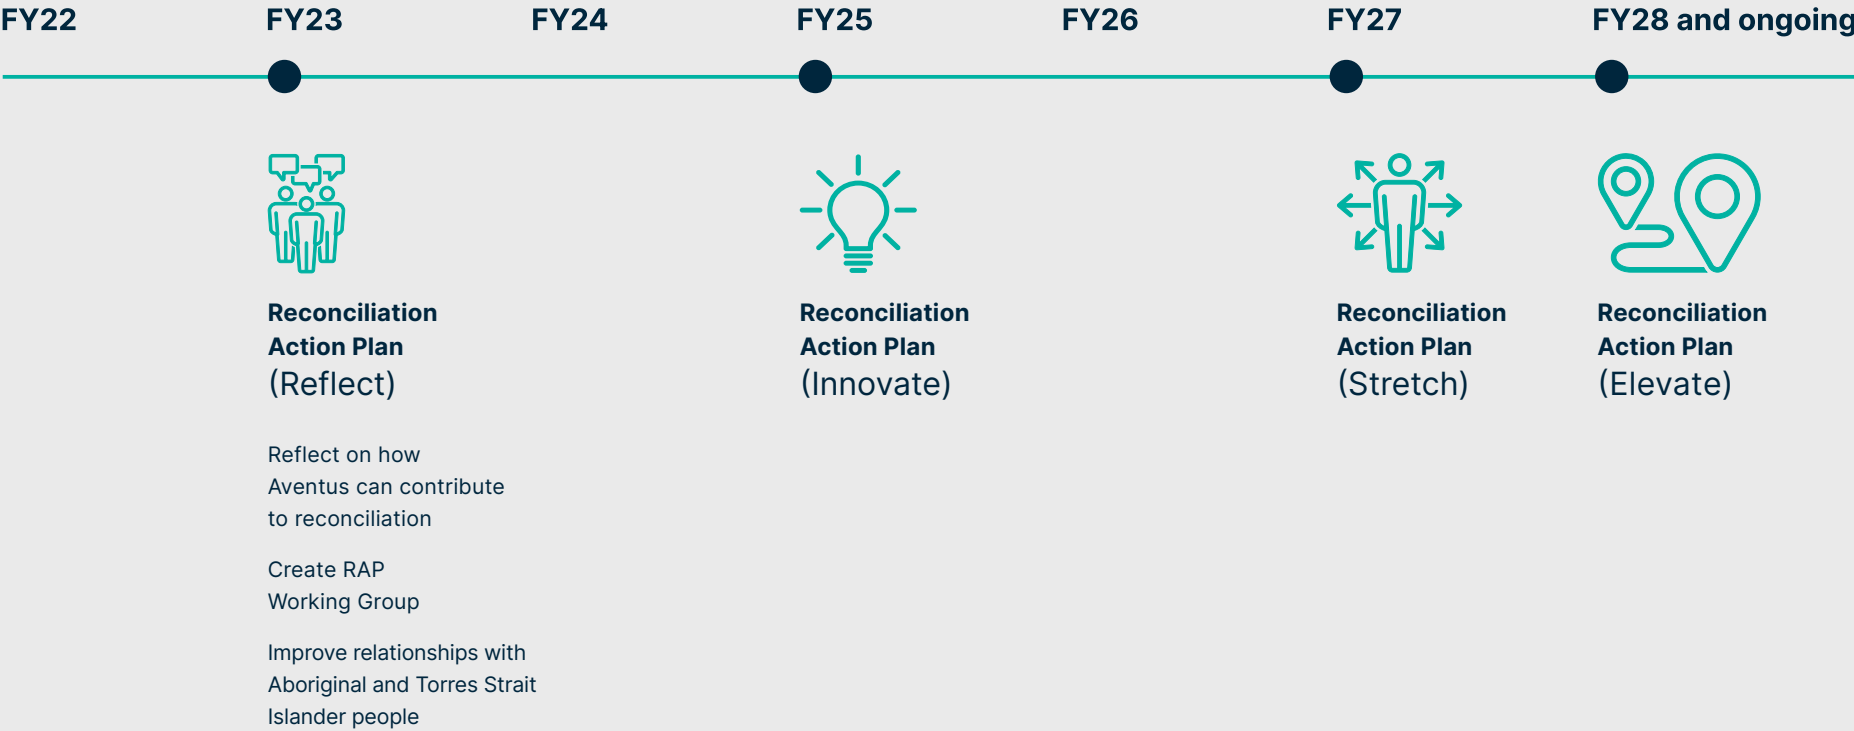 FY22 FY23 FY24 FY25 FY26 FY27 FY28 and ongoing
Reconciliation
Action Plan
(Reflect)
Reflect on how
Aventus can contribute
to reconciliation
Create RAP
Working Group
Improve relationships with
Aboriginal and Torres Strait
Islander people
Reconciliation
Action Plan
(Innovate)
Reconciliation
Action Plan
(Stretch)
Reconciliation
Action Plan
(Elevate)